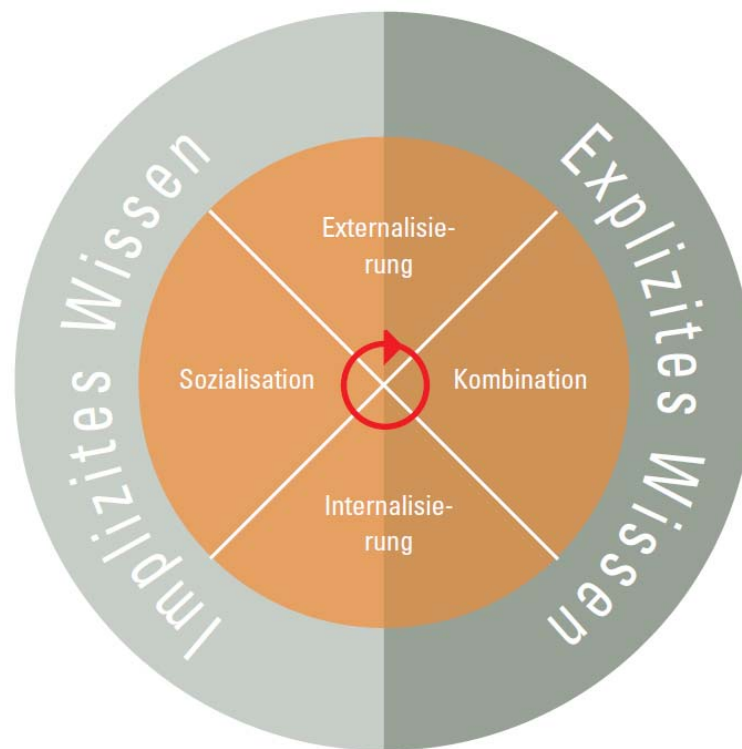 Implizites Wissen
Explizites Wissen
Externalisie-
rung
Sozialisation
Kombination
Internalisie-
rung